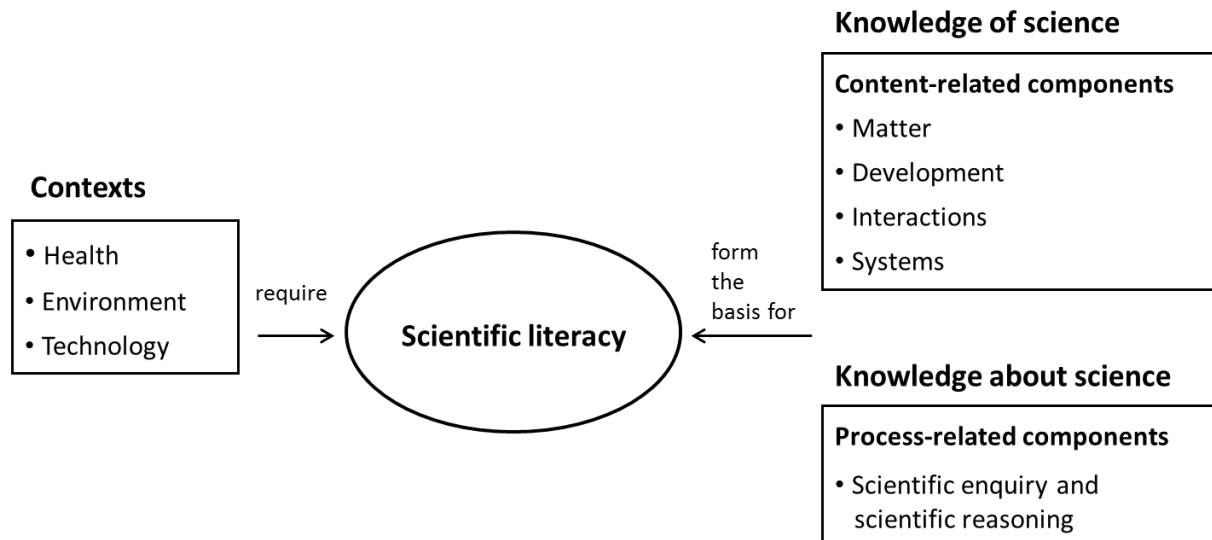 Contexts
• Health
• Environment
• Technology
require
Scientific literacy
form
the
basis for
Knowledge of science
Content-related components
• Matter
• Development
• Interactions
• Systems
Knowledge about science
Process-related components
• Scientific enquiry and
scientific reasoning